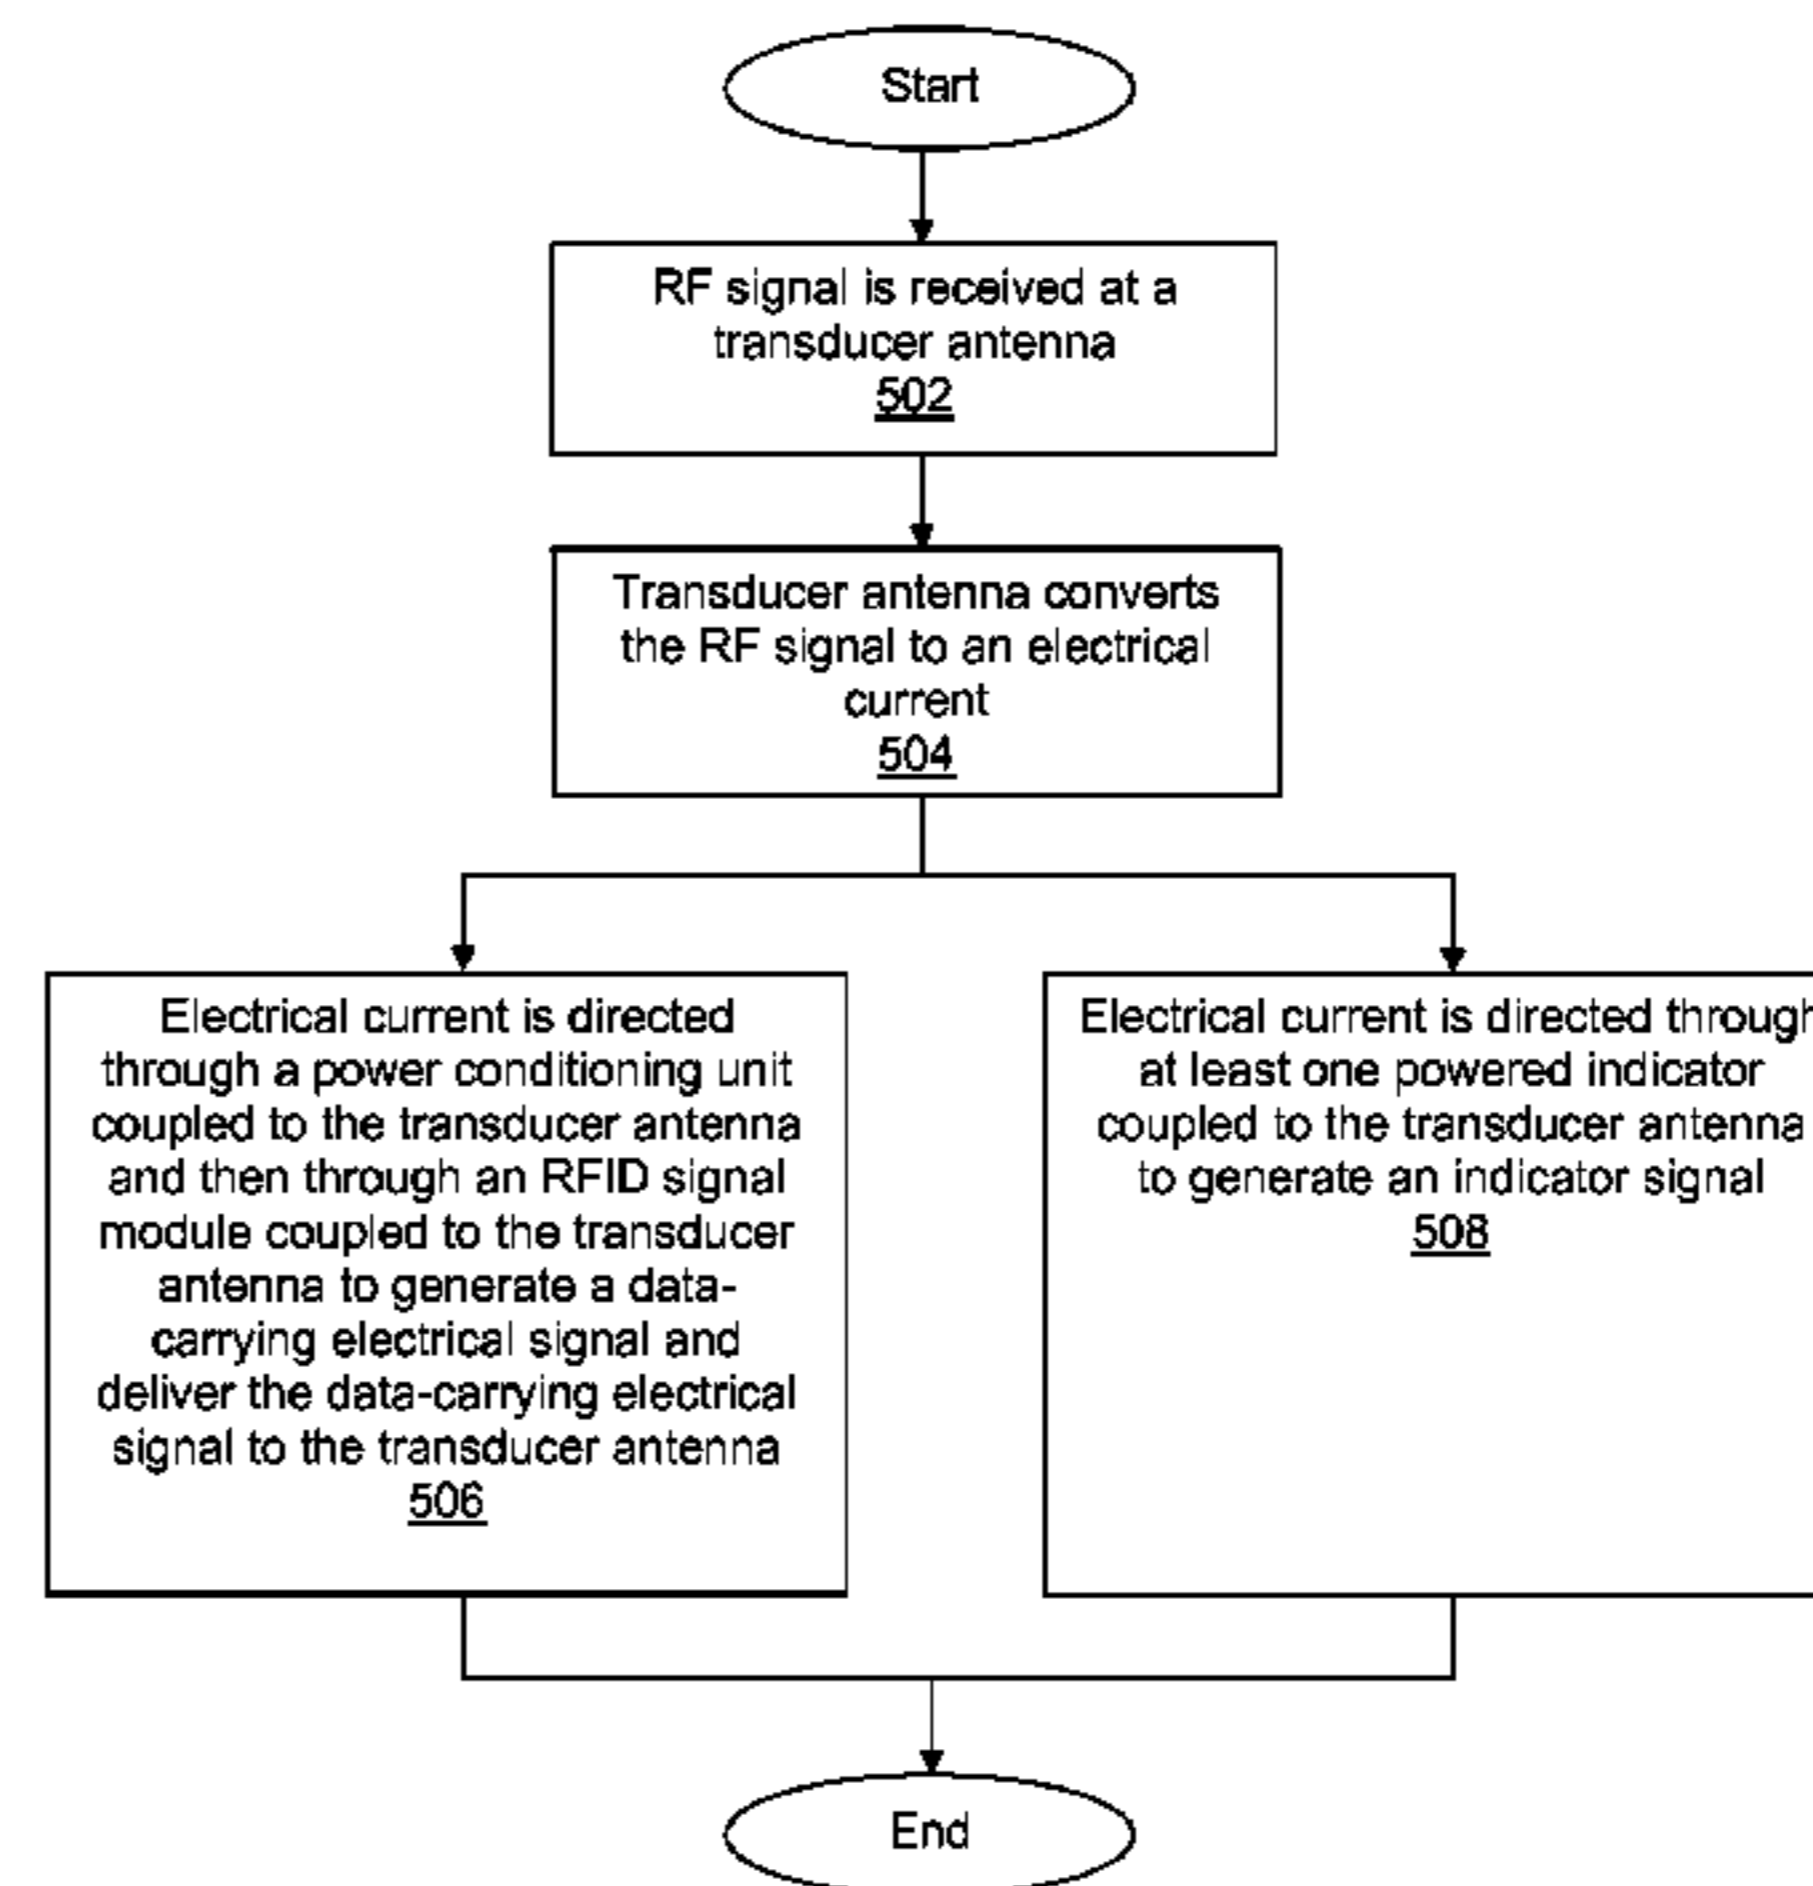 Start
RF signal is received at a
transducer antenna
502
Transducer antenna converts
the RF signal to an electrical
current
504
Electrical current is directed
through a power conditioning unit
coupled to the transducer antenna
and then through an RFID signal
module coupled to the transducer
antenna to generate a data-
carrying electrical signal and
deliver the data-carrying electrical
signal to the transducer antenna
506
Electrical current is directed through
at least one powered indicator
coupled to the transducer antenna
to generate an indicator signal
508
End